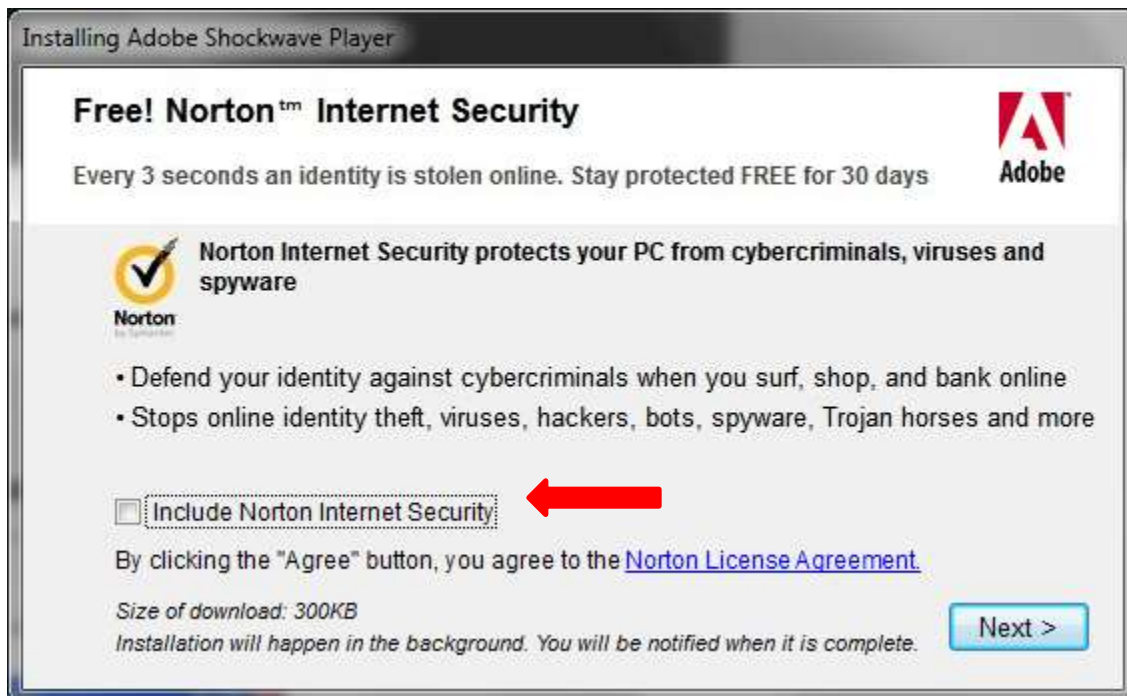 Installing Adobe Shockwave Player
Free! Norton™ Internet Security
Every 3 seconds an identity is stolen online. Stay protected FREE for 30 days
Adobe
Norton Internet Security protects your PC from cybercriminals, viruses and
spyware
Norton
by Symantec
• Defend your identity against cybercriminals when you surf, shop, and bank online
• Stops online identity theft, viruses, hackers, bots, spyware, Trojan horses and more
Include Norton Internet Security
By clicking the "Agree" button, you agree to the Norton License Agreement.
Size of download: 300KB
Installation will happen in the background. You will be notified when it is complete.
Next >